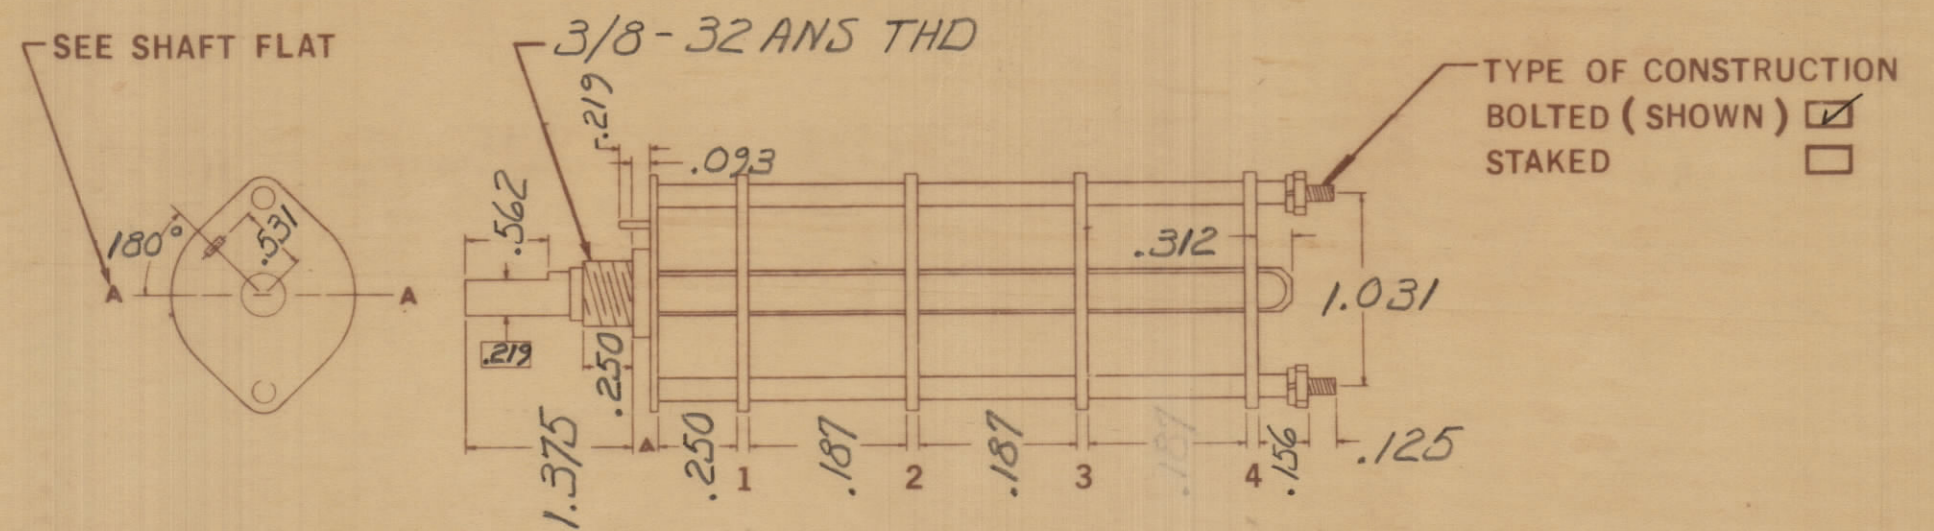 SEE SHAFT FLAT
3/8-32 ANS THD
TYPE OF CONSTRUCTION
BOLTED (SHOWN)
STAKED
.219
.093
.562
180°
.531
A
A
.312
1.031
.219
.250
1.375
A
.250
1
.187
2
.187
3
.187
4
.156
.125